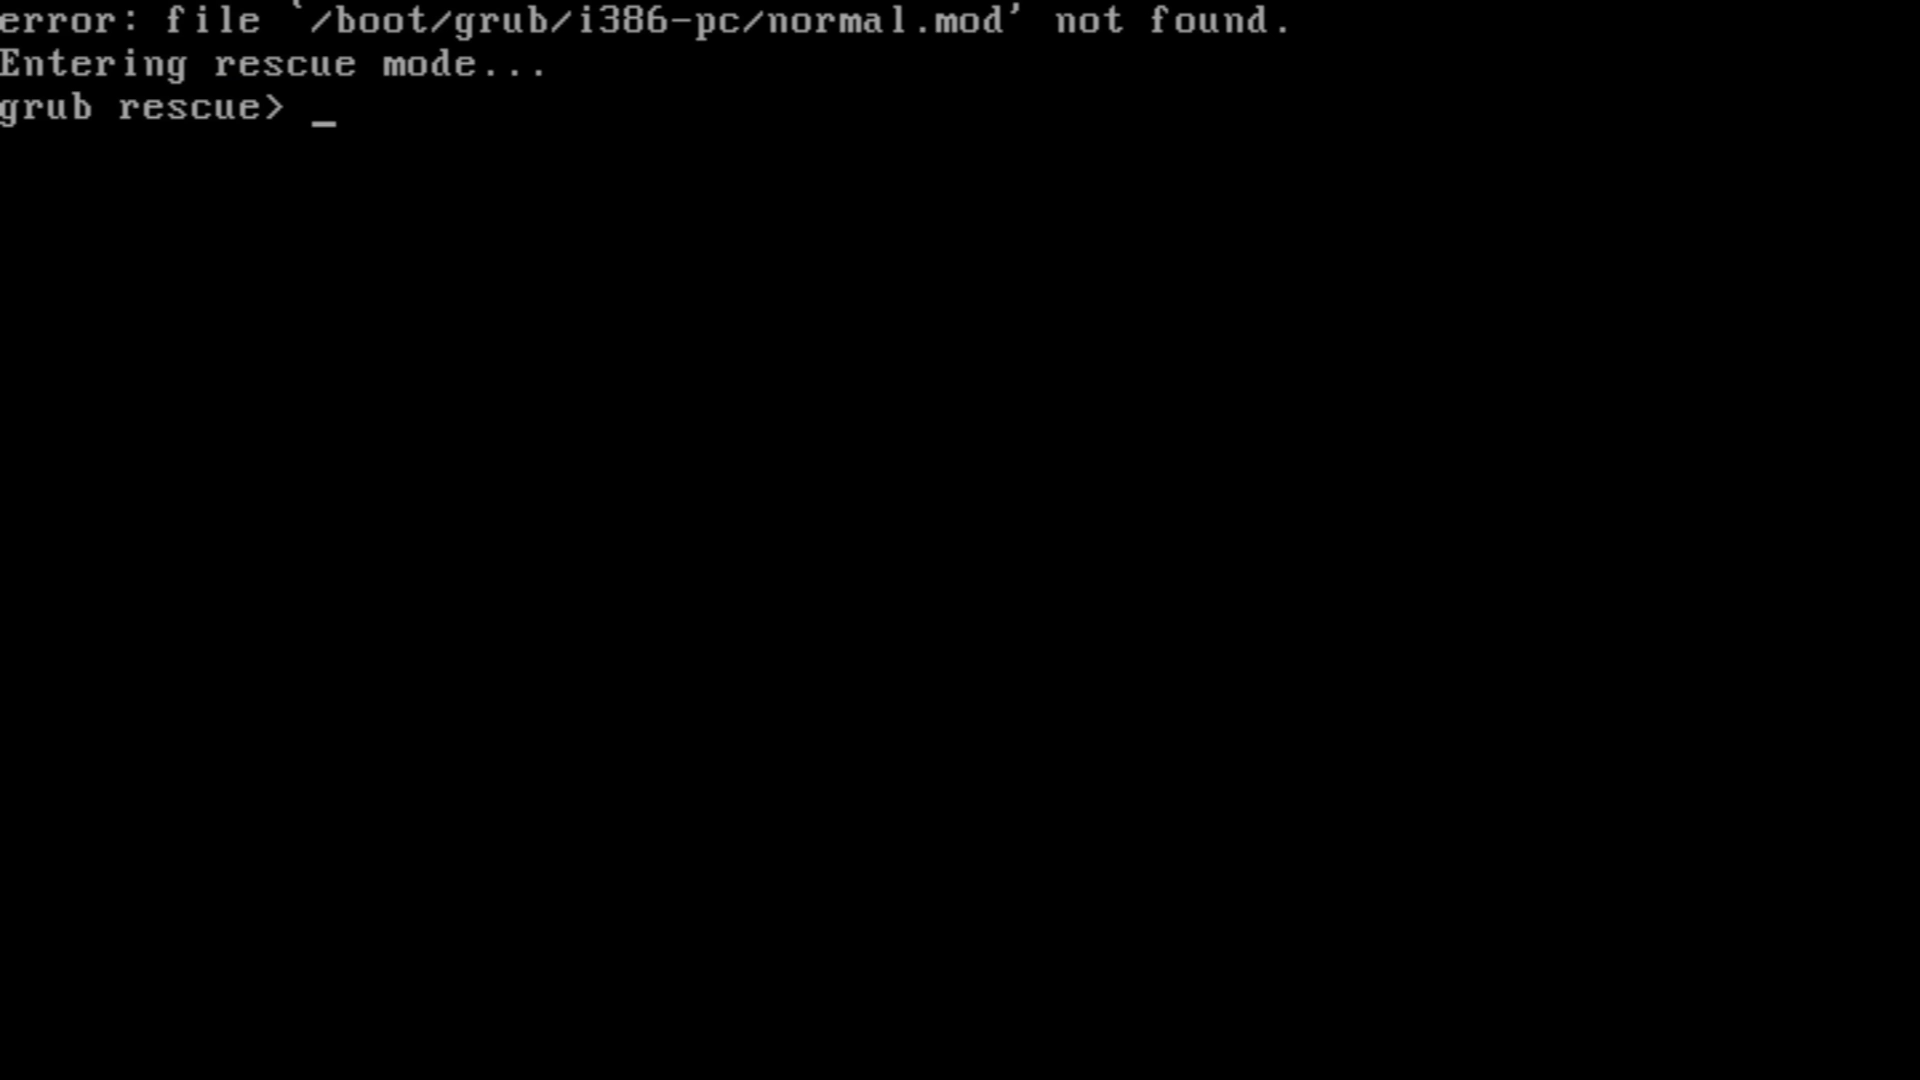 error: file `/boot/grub/i386-pc/normal.mod' not found.
Entering rescue mode...
grub rescue> _